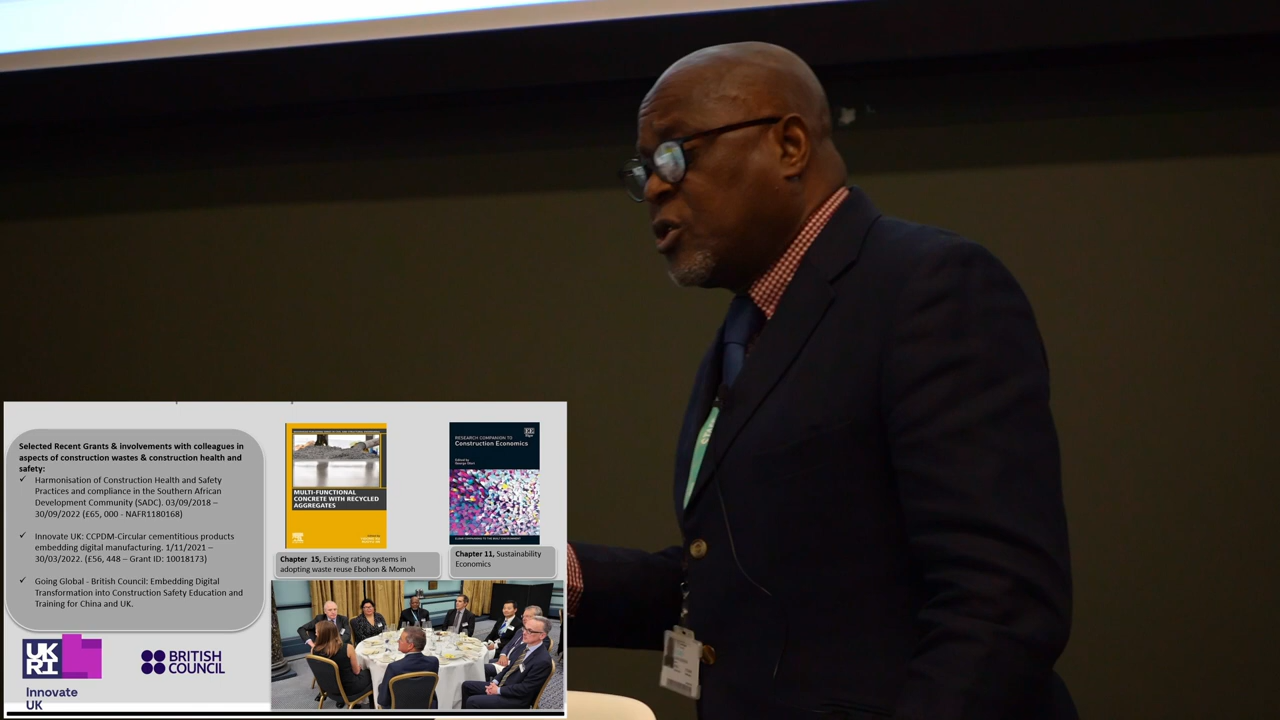 Selected Recent Grants & involvements with colleagues in
aspects of construction wastes & construction health and
safety:
✓ Harmonisation of Construction Health and Safety
Practices and compliance in the Southern African
Development Community (SADC). 03/09/2018 –
30/09/2022 (£65, 000 - NAFR1180168)
✓ Innovate UK: CCPDM-Circular cementitious products
embedding digital manufacturing. 1/11/2021 –
30/03/2022. (£56, 448 – Grant ID: 10018173)
✓ Going Global - British Council: Embedding Digital
Transformation into Construction Safety Education and
Training for China and UK.
UK
RI
Innovate
UK
BRITISH
COUNCIL
MULTI-FUNCTIONAL
CONCRETE WITH RECYCLED
AGGREGATES
Chapter 15, Existing rating systems in
adopting waste reuse Ebohon & Momoh
RESEARCH COMPANION TO
Construction Economics
Edited by
Chapter 11, Sustainability
Economics